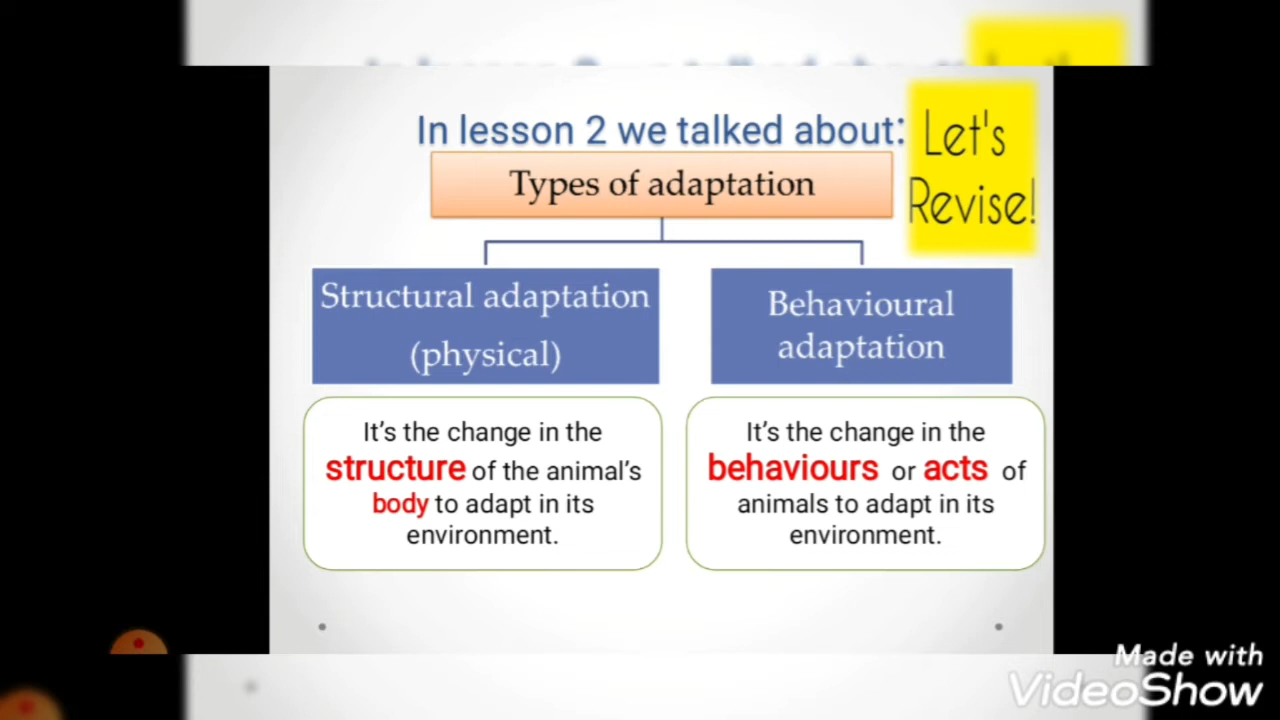 In lesson 2 we talked about:
Let's
Revise!
Types of adaptation
Structural adaptation
(physical)
It's the change in the
structure of the animal's
body to adapt in its
environment.
Behavioural
adaptation
It's the change in the
behaviours or acts of
animals to adapt in its
environment.
Made with
VideoShow